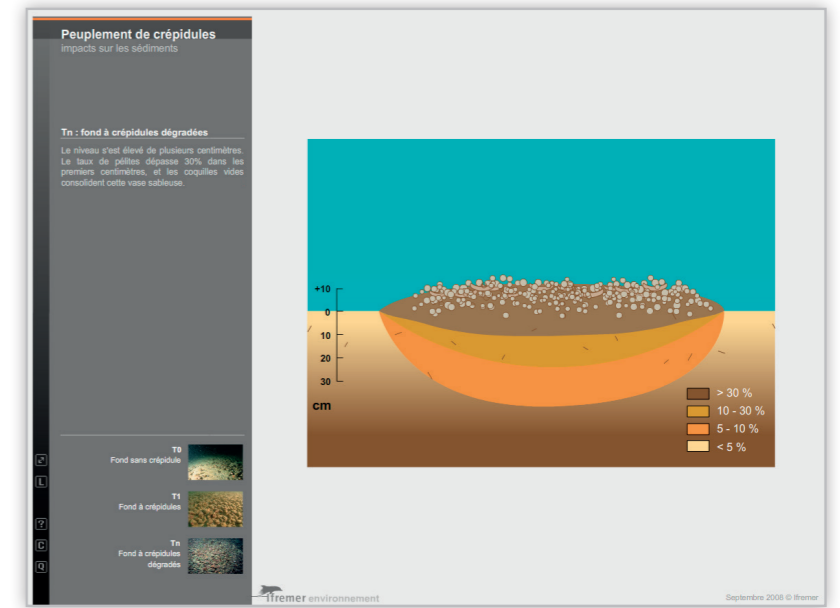 Peuplement de crépidules
impacts sur les sédiments
Tn : fond à crépidules dégradées
Le niveau s'est élevé de plusieurs centimètres.
Le taux de pélites dépasse 30% dans les
premiers centimètres, et les coquilles vides
consolident cette vase sableuse.
+10
0
10
20
30
cm
> 30 %
10 - 30 %
5 - 10 %
< 5 %
T0
Fond sans crépidule
T1
Fond à crépidules
Tn
Fond à crépidules
dégradés
L
?
C
Q
Ifremer environnement
Septembre 2008 © Ifremer